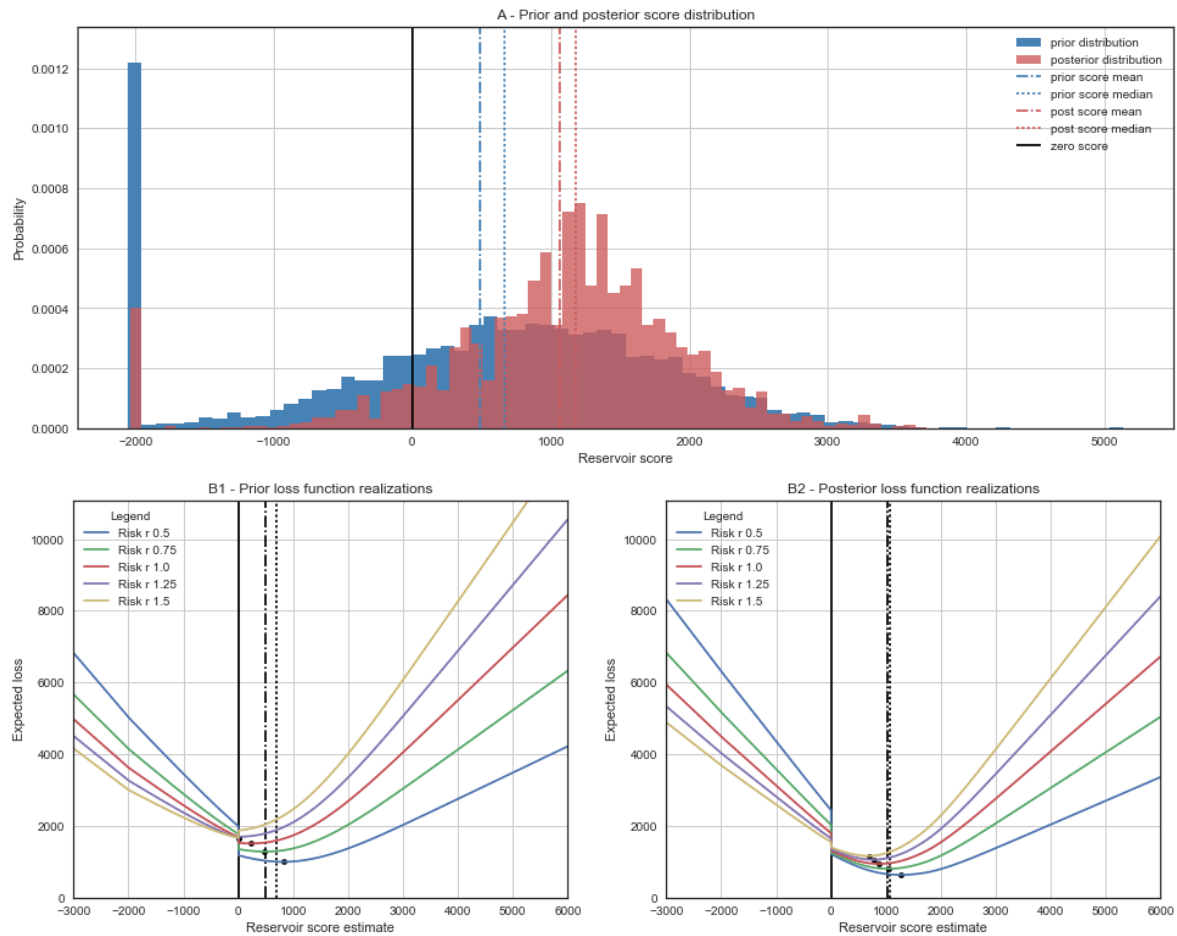 A - Prior and posterior score distribution
prior distribution
posterior distribution
prior score mean
prior score median
post score mean
post score median
zero score
0.0012
0.0010
0.0008
0.0006
0.0004
0.0002
0.0000
Probability
−2000 −1000 0 1000 2000 3000 4000 5000
Reservoir score
B1 - Prior loss function realizations
Legend
Risk r 0.5
Risk r 0.75
Risk r 1.0
Risk r 1.25
Risk r 1.5
10000
8000
6000
4000
2000
0
Expected loss
−3000 −2000 −1000 0 1000 2000 3000 4000 5000 6000
Reservoir score estimate
B2 - Posterior loss function realizations
Legend
Risk r 0.5
Risk r 0.75
Risk r 1.0
Risk r 1.25
Risk r 1.5
10000
8000
6000
4000
2000
0
Expected loss
−3000 −2000 −1000 0 1000 2000 3000 4000 5000 6000
Reservoir score estimate